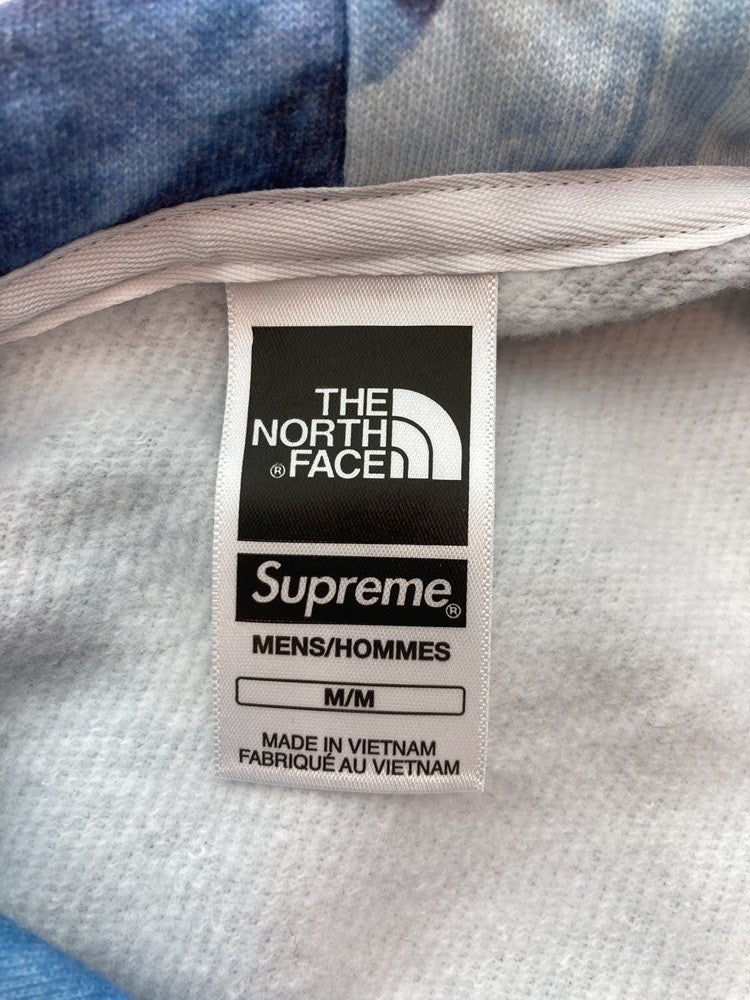 THE
NORTH
® FACE
Supreme®
MENS/HOMMES
M/M
MADE IN VIETNAM
FABRIQUÉ AU VIETNAM